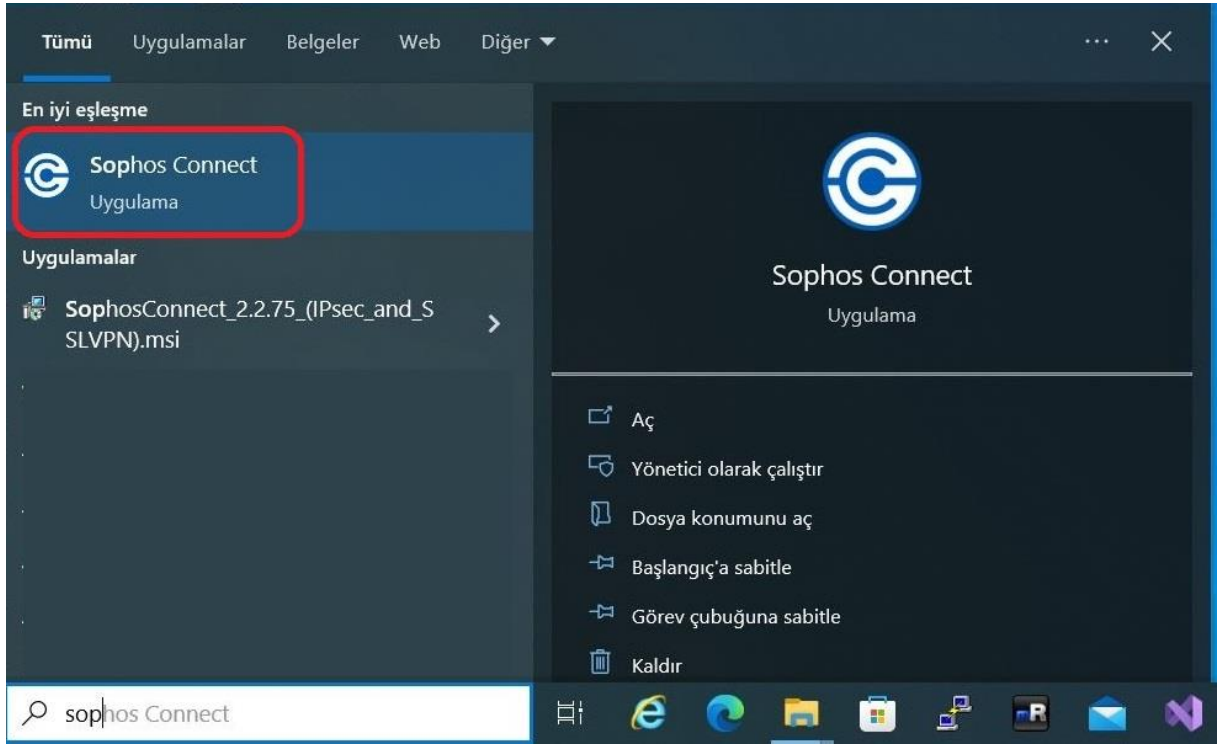 Tümü Uygulamalar Belgeler Web Diğer
En iyi eşleşme
Sophos Connect
Uygulama
Uygulamalar
SophosConnect_2.2.75_(IPsec_and_S
SLVPN).msi
Sophos Connect
Uygulama
Aç
Yönetici olarak çalıştır
Dosya konumunu aç
Başlangıç'a sabitle
Görev çubuğuna sabitle
Kaldır
sophos Connect
mR